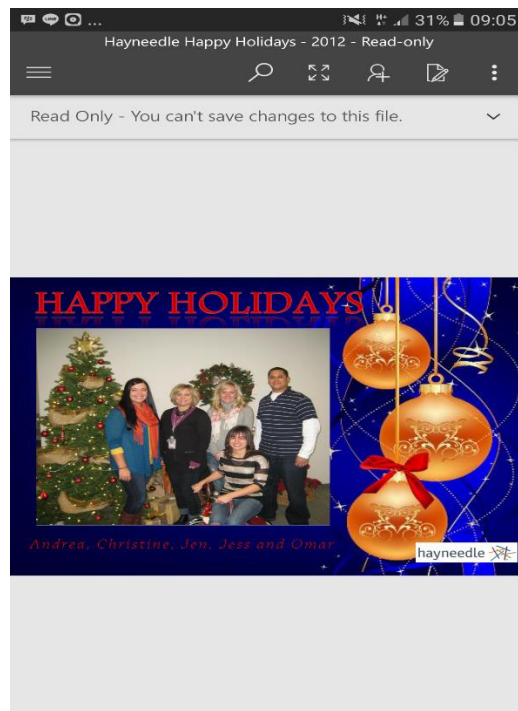 31% 09:05
Hayneedle Happy Holidays - 2012 - Read-only
Read Only - You can't save changes to this file.
HAPPY HOLIDAYS
Andrea, Christine, Jen, Jess and Omar
hayneedle